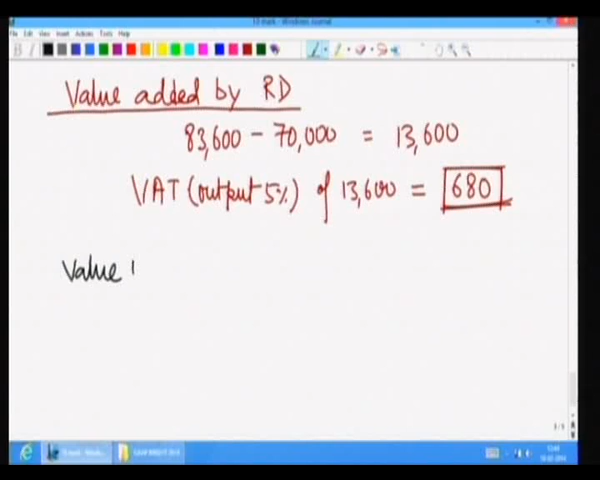 Value added by RD
83,600 - 70,000 = 13,600
VAT (output 5%) of 13,600 = 680
Value